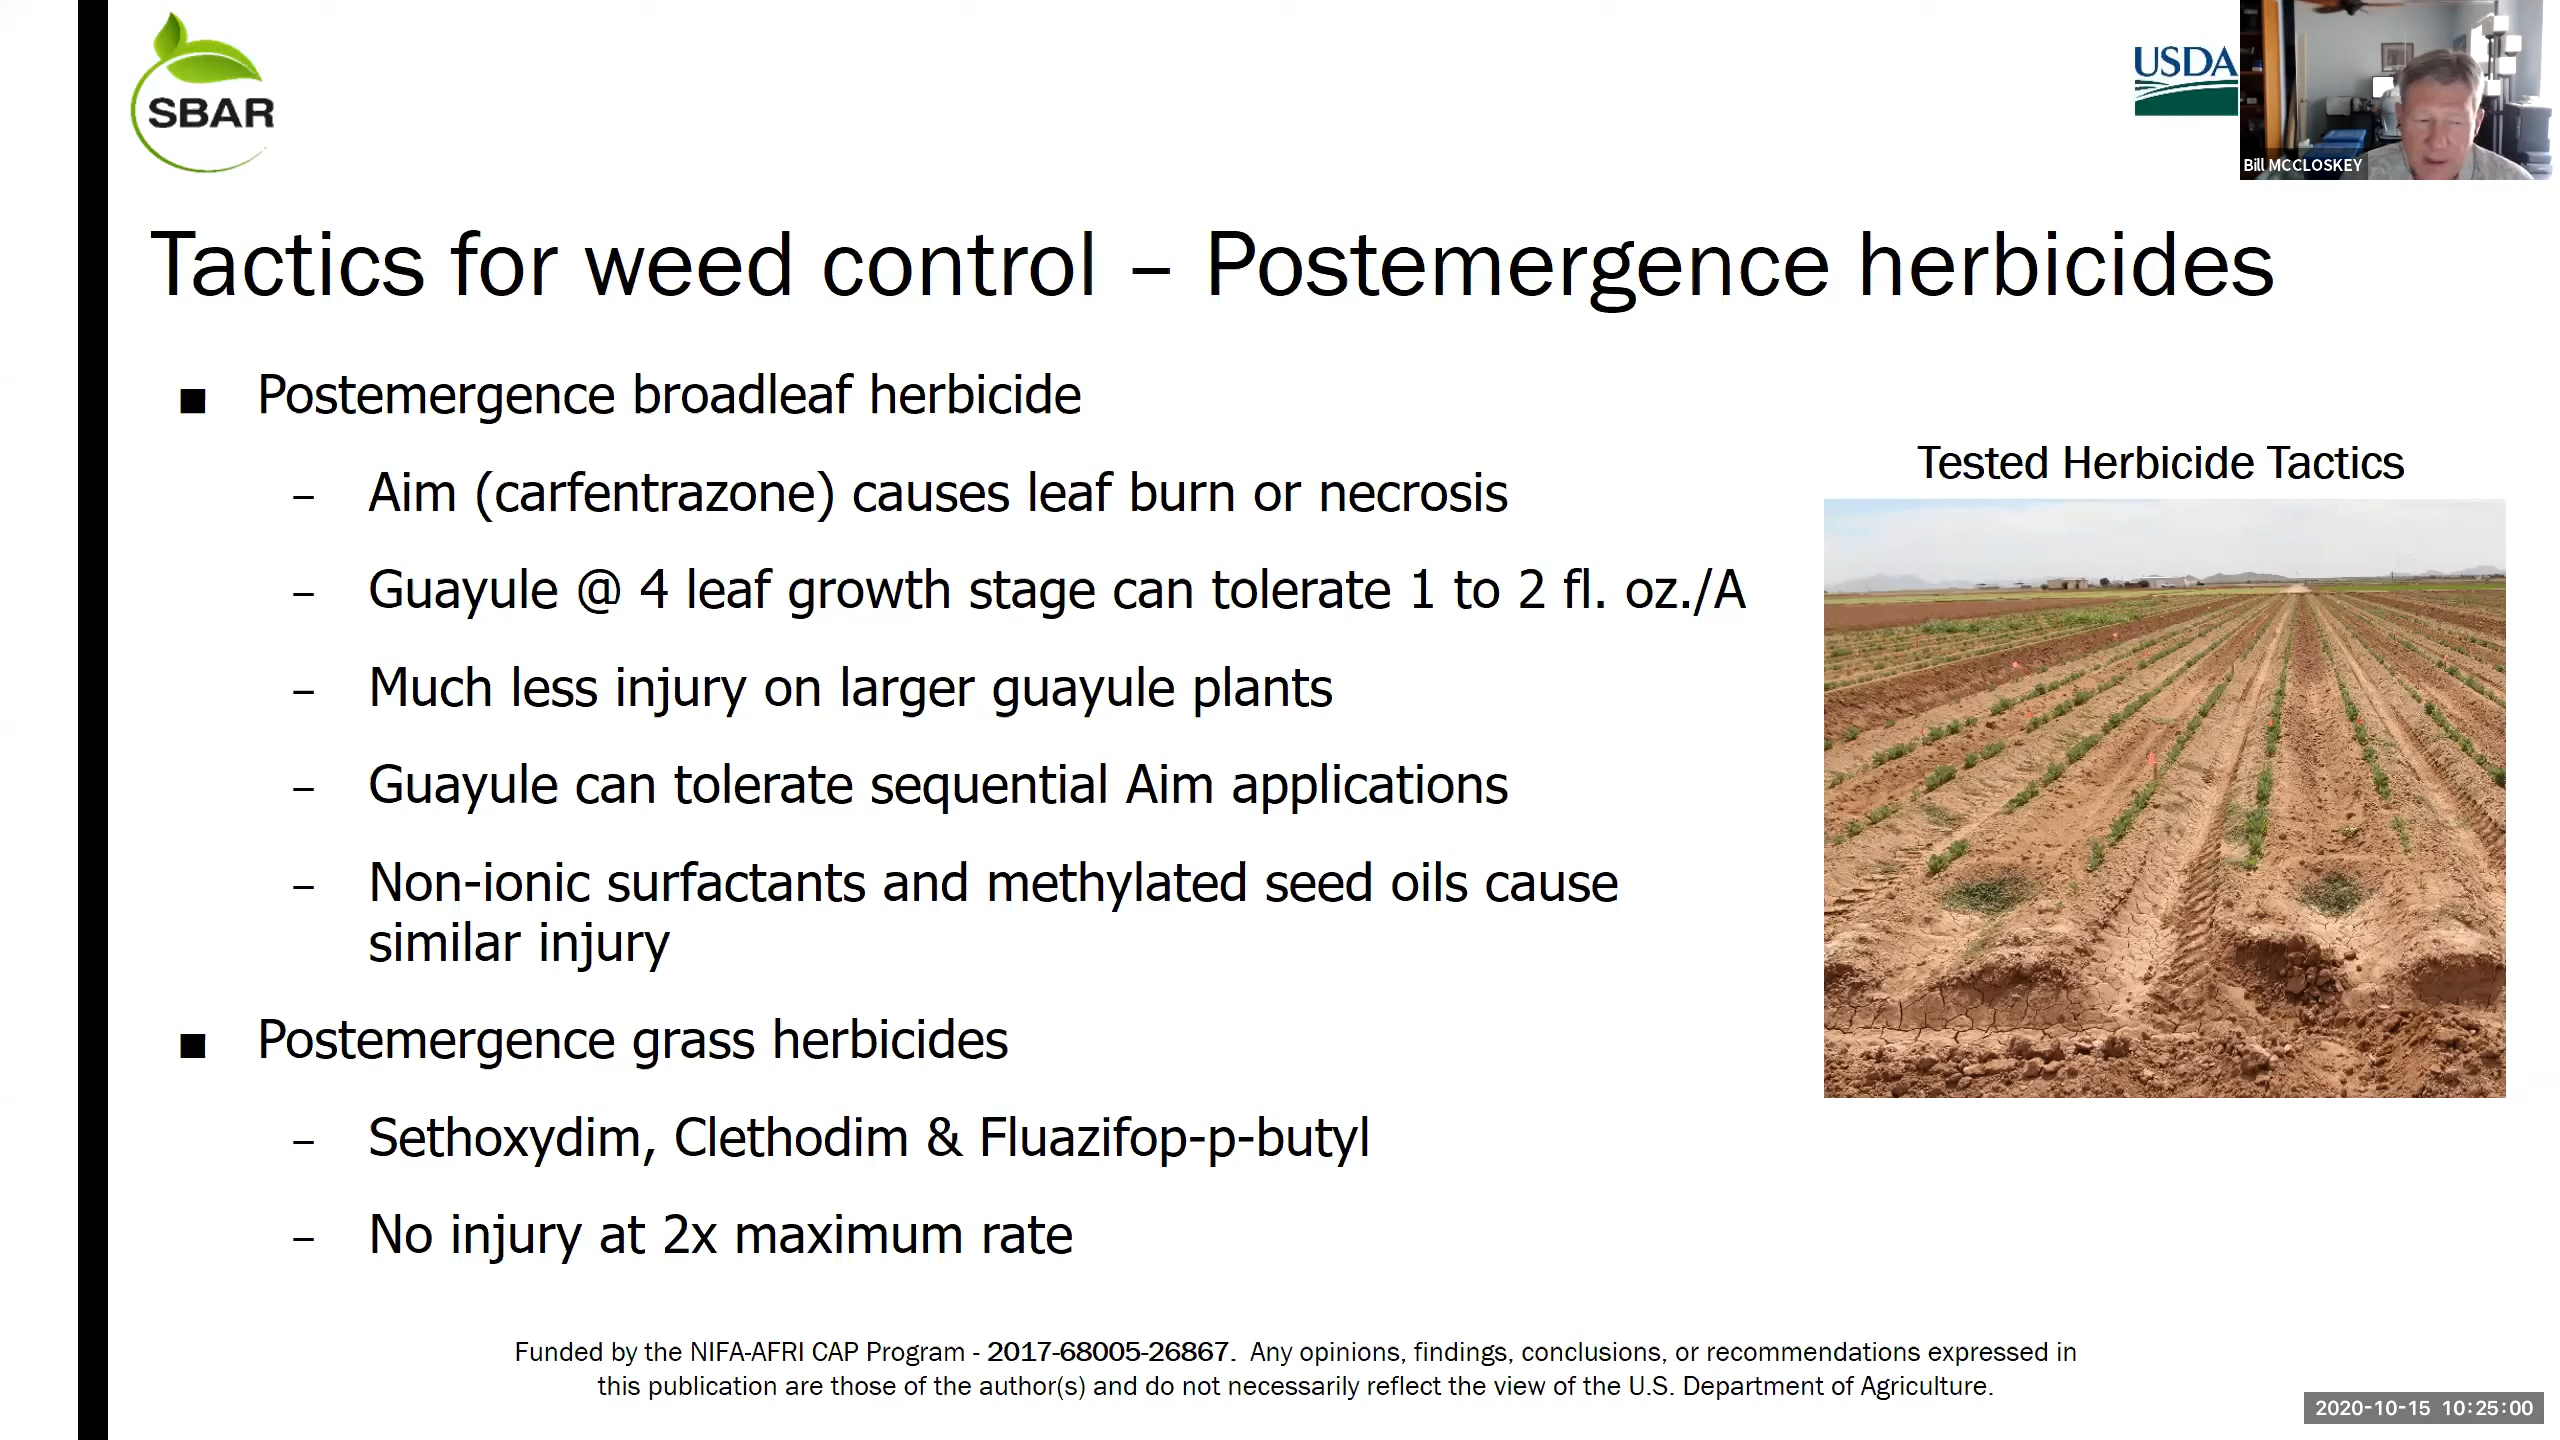 SBAR
USDA
Bill MCCLOSKEY
Tactics for weed control – Postemergence herbicides
■ Postemergence broadleaf herbicide
– Aim (carfentrazone) causes leaf burn or necrosis
– Guayule @ 4 leaf growth stage can tolerate 1 to 2 fl. oz./A
– Much less injury on larger guayule plants
– Guayule can tolerate sequential Aim applications
– Non-ionic surfactants and methylated seed oils cause
similar injury
■ Postemergence grass herbicides
– Sethoxydim, Clethodim & Fluazifop-p-butyl
– No injury at 2x maximum rate
Tested Herbicide Tactics
Funded by the NIFA-AFRI CAP Program - 2017-68005-26867. Any opinions, findings, conclusions, or recommendations expressed in
this publication are those of the author(s) and do not necessarily reflect the view of the U.S. Department of Agriculture.
2020-10-15 10:25:00